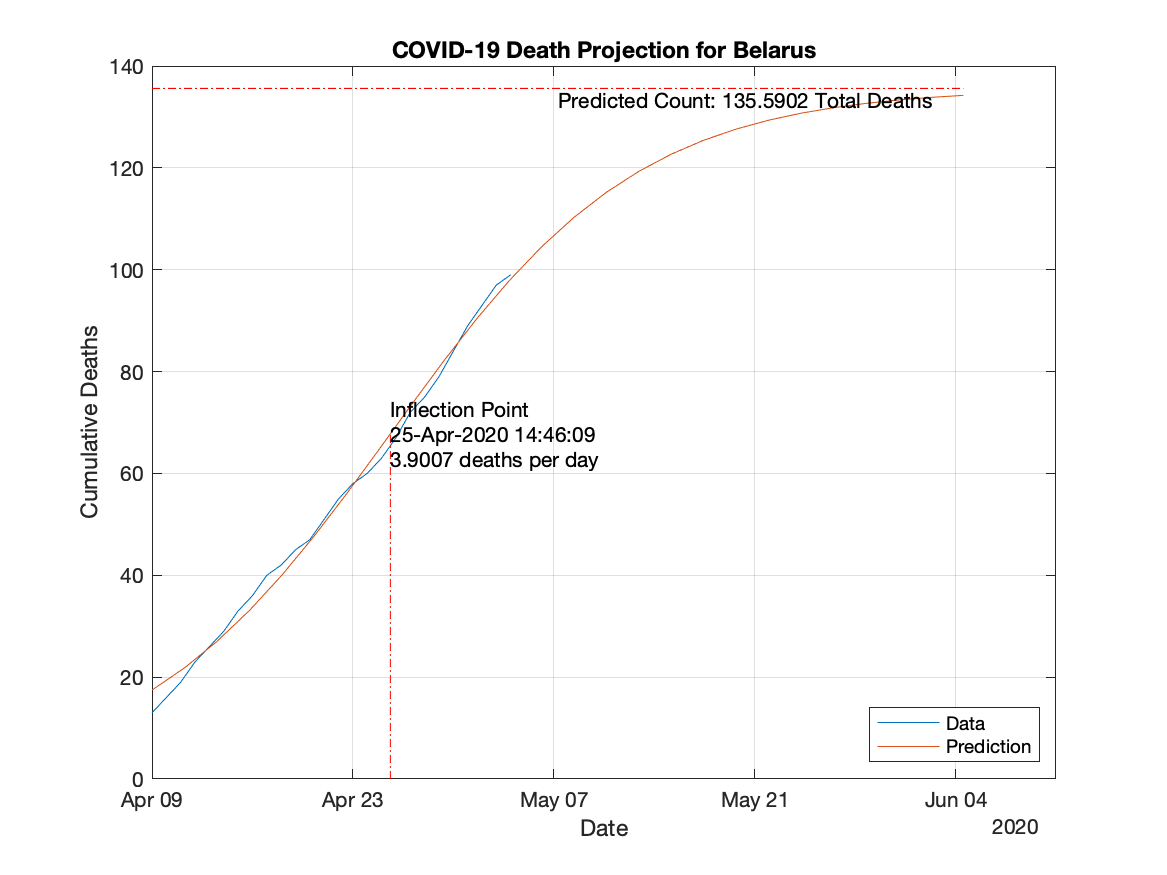 COVID-19 Death Projection for Belarus
140
Predicted Count: 135.5902 Total Deaths
120
100
80
Inflection Point
25-Apr-2020 14:46:09
3.9007 deaths per day
60
40
20
0
Cumulative Deaths
Data
Prediction
Apr 09 Apr 23 May 07 May 21 Jun 04
Date
2020